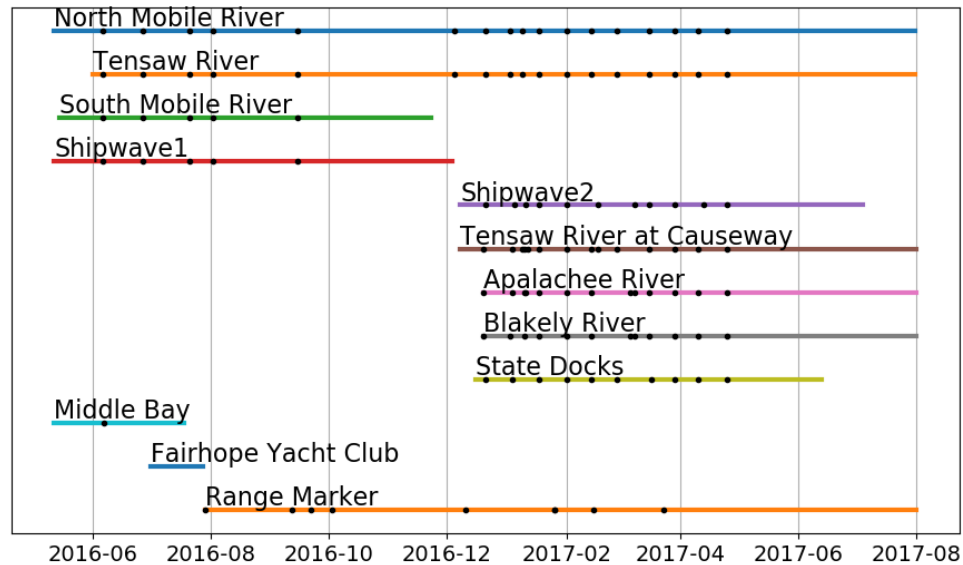 North Mobile River
Tensaw River
South Mobile River
Shipwave1
Shipwave2
Tensaw River at Causeway
Apalachee River
Blakely River
State Docks
Middle Bay
Fairhope Yacht Club
Range Marker
2016-06 2016-08 2016-10 2016-12 2017-02 2017-04 2017-06 2017-08